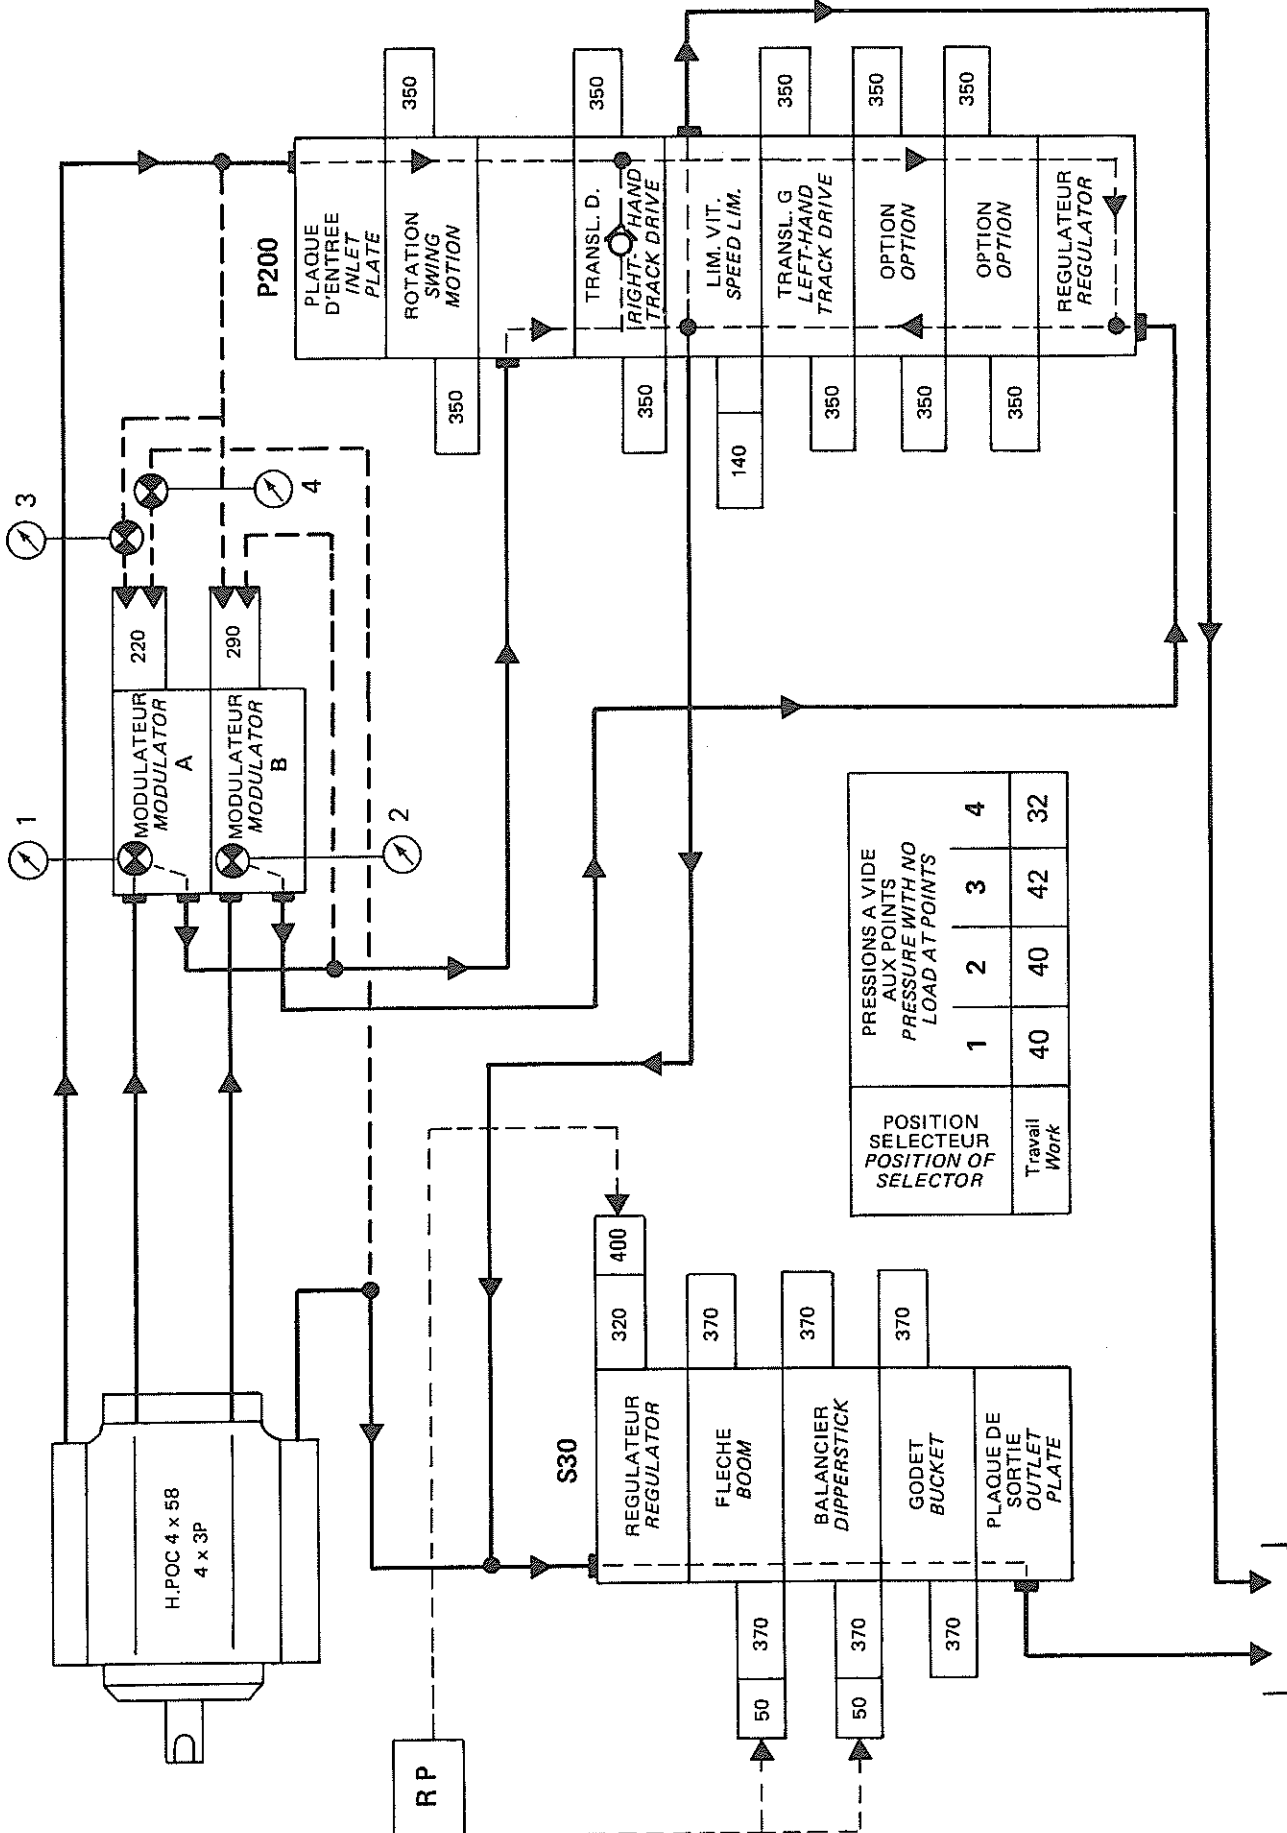 3
4
1
2
220
290
MODULATEUR
MODULATOR
A
MODULATEUR
MODULATOR
B
P200
PLAQUE
D'ENTREE
INLET
PLATE
ROTATION
SWING
MOTION
TRANSL. D.
RIGHT-HAND
TRACK DRIVE
LIM. VIT.
SPEED LIM.
TRANSL. G
LEFT-HAND
TRACK DRIVE
OPTION
OPTION
OPTION
OPTION
REGULATEUR
REGULATOR
350
350
350
350
350
350
350
140
350
350
350
H.POC 4 x 58
4 x 3P
R P
S30
REGULATEUR
REGULATOR
FLECHE
BOOM
BALANCIER
DIPPERSTICK
GODET
BUCKET
PLAQUE DE
SORTIE
OUTLET
PLATE
320
400
370
370
370
50
370
50
370
370
POSITION
SELECTEUR
POSITION OF
SELECTOR
PRESSIONS A VIDE
AUX POINTS
PRESSURE WITH NO
LOAD AT POINTS
1 2 3 4
Travail
Work
40 40 42 32